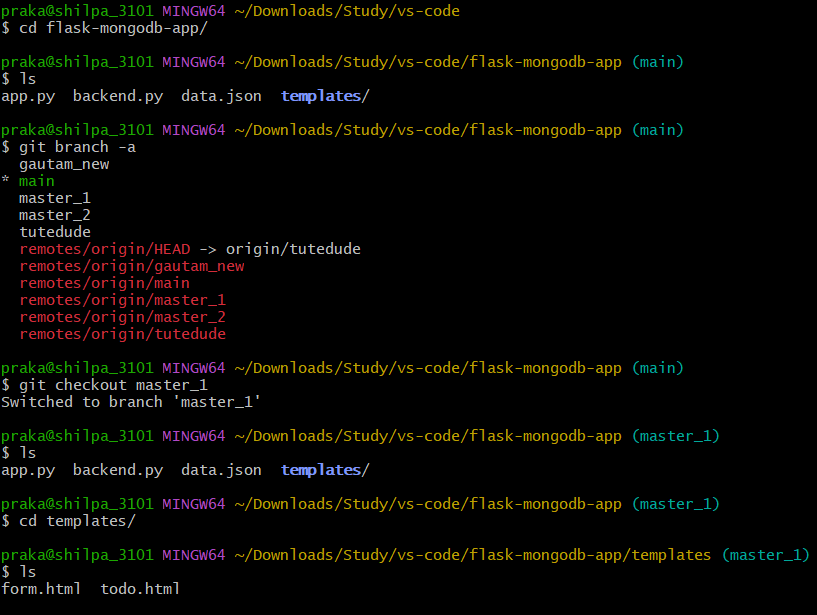 praka@shilpa_3101 MINGW64 ~/Downloads/Study/vs-code
$ cd flask-mongodb-app/
praka@shilpa_3101 MINGW64 ~/Downloads/Study/vs-code/flask-mongodb-app (main)
$ ls
app.py  backend.py  data.json  templates/
praka@shilpa_3101 MINGW64 ~/Downloads/Study/vs-code/flask-mongodb-app (main)
$ git branch -a
  gautam_new
* main
  master_1
  master_2
  tutedude
  remotes/origin/HEAD -> origin/tutedude
  remotes/origin/gautam_new
  remotes/origin/main
  remotes/origin/master_1
  remotes/origin/master_2
  remotes/origin/tutedude
praka@shilpa_3101 MINGW64 ~/Downloads/Study/vs-code/flask-mongodb-app (main)
$ git checkout master_1
Switched to branch 'master_1'
praka@shilpa_3101 MINGW64 ~/Downloads/Study/vs-code/flask-mongodb-app (master_1)
$ ls
app.py  backend.py  data.json  templates/
praka@shilpa_3101 MINGW64 ~/Downloads/Study/vs-code/flask-mongodb-app (master_1)
$ cd templates/
praka@shilpa_3101 MINGW64 ~/Downloads/Study/vs-code/flask-mongodb-app/templates (master_1)
$ ls
form.html  todo.html